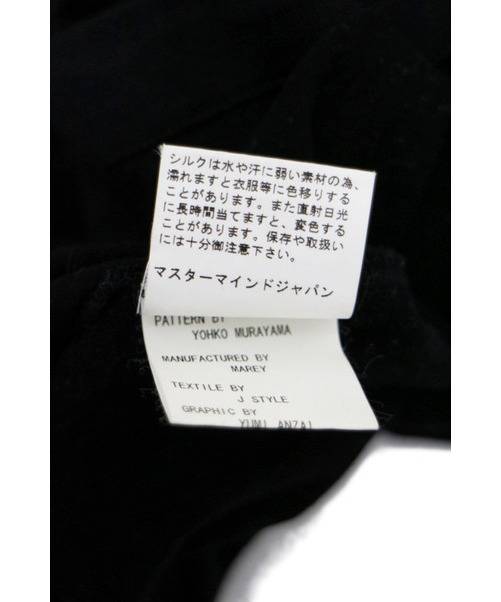 シルクは水や汗に弱い素材の為、
濡れますと衣服等に色移りする
ことがあります。また直射日光
に長時間当てますと、変色する
ことがあります。保存や取扱い
には十分御注意下さい。
マスターマインドジャパン
PATTERN BY
YOHKO MURAYAMA
MANUFACTURED BY
MAREY
TEXTILE BY
J STYLE
GRAPHIC BY
YUMI ANZAI